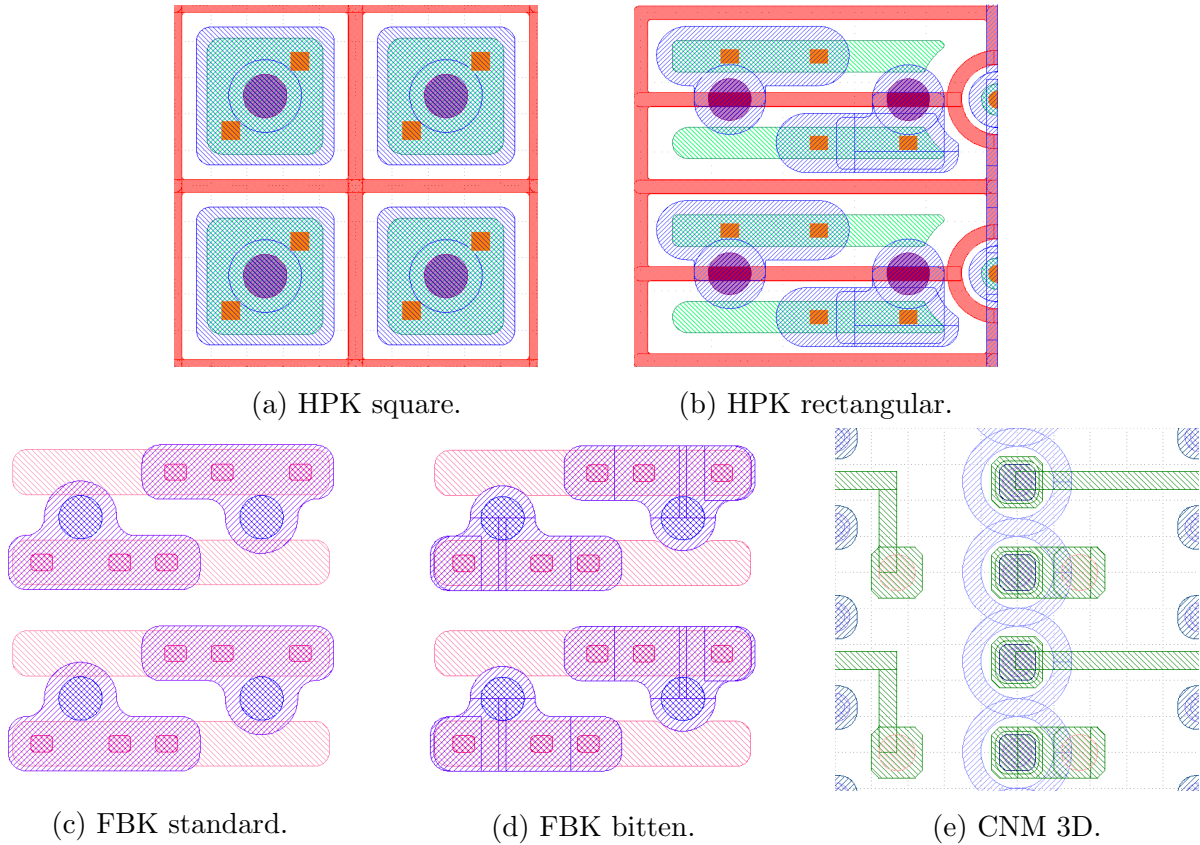 (a) HPK square.
(b) HPK rectangular.
(c) FBK standard.
(d) FBK bitten.
(e) CNM 3D.